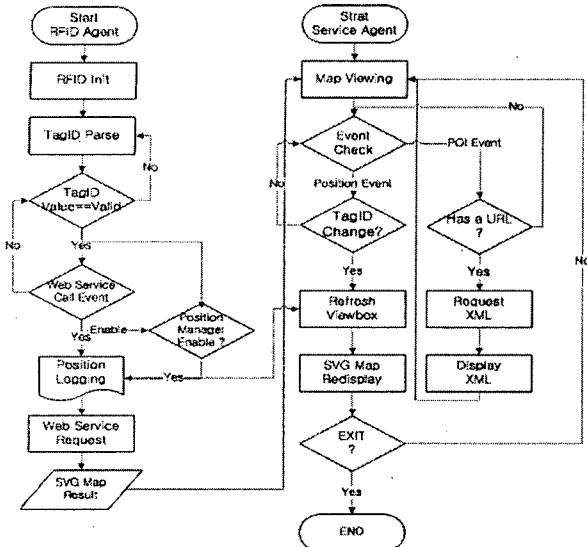 Start
RFID Agent
RFID Init
TagID Parse
No
TagID
Value==Valid
No
Yes
Web Service
Call Event
Yes
Enable
Position
Manager
Enable ?
Position
Logging
Yes
Web Service
Request
SVG Map
Result
Strat
Service Agent
Map Viewing
No
Event
Check
POI Event
No
Position Event
TagID
Change?
Has a URL
?
No
Yes
Yes
Refresh
Viewbox
Request
XML
SVG Map
Redisplay
Display
XML
EXIT
?
Yes
END